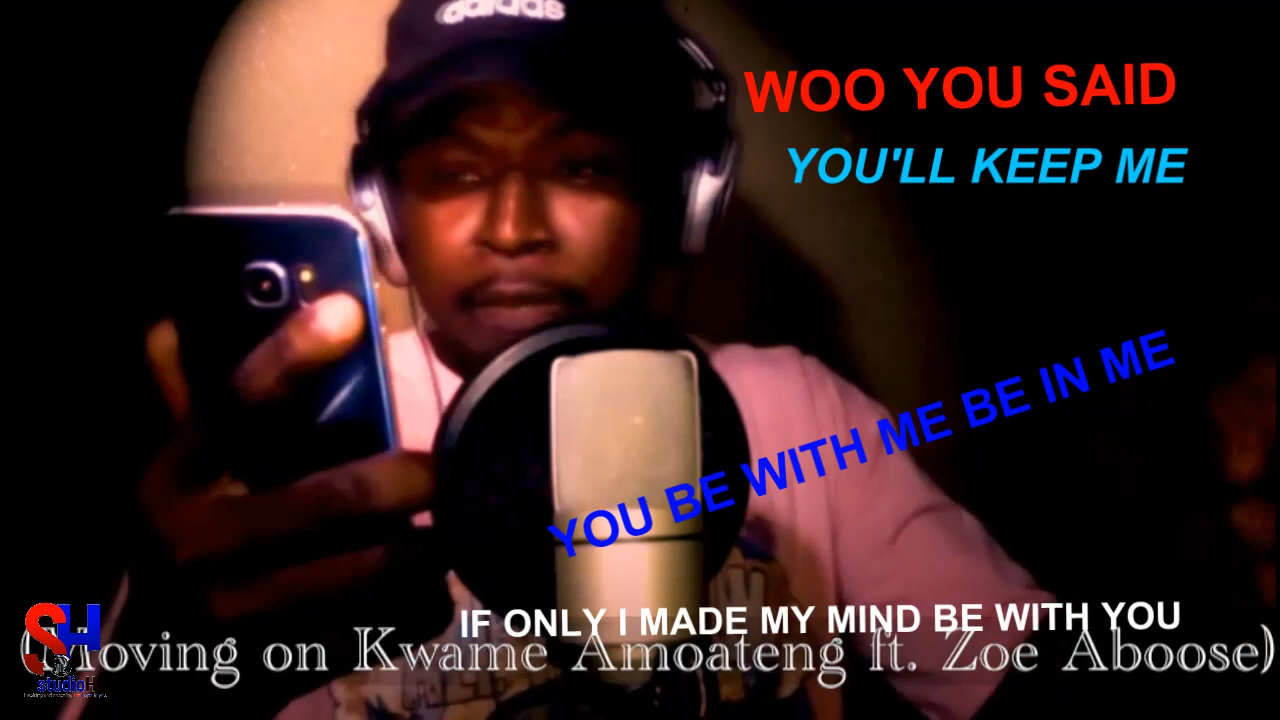 adidas
WOO YOU SAID
YOU'LL KEEP ME
YOU BE WITH ME BE IN ME
IF ONLY I MADE MY MIND BE WITH YOU
(Moving on Kwame Amoateng ft. Zoe Aboose)
SH
studioH